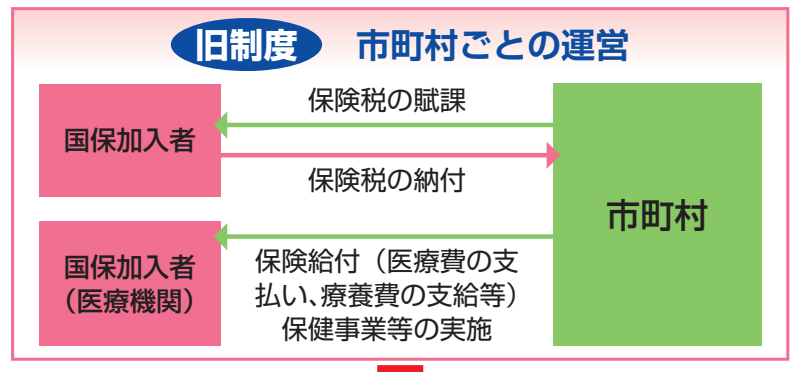 旧制度 市町村ごとの運営
国保加入者
保険税の賦課
保険税の納付
市町村
国保加入者
（医療機関）
保険給付（医療費の支
払い、療養費の支給等）
保健事業等の実施